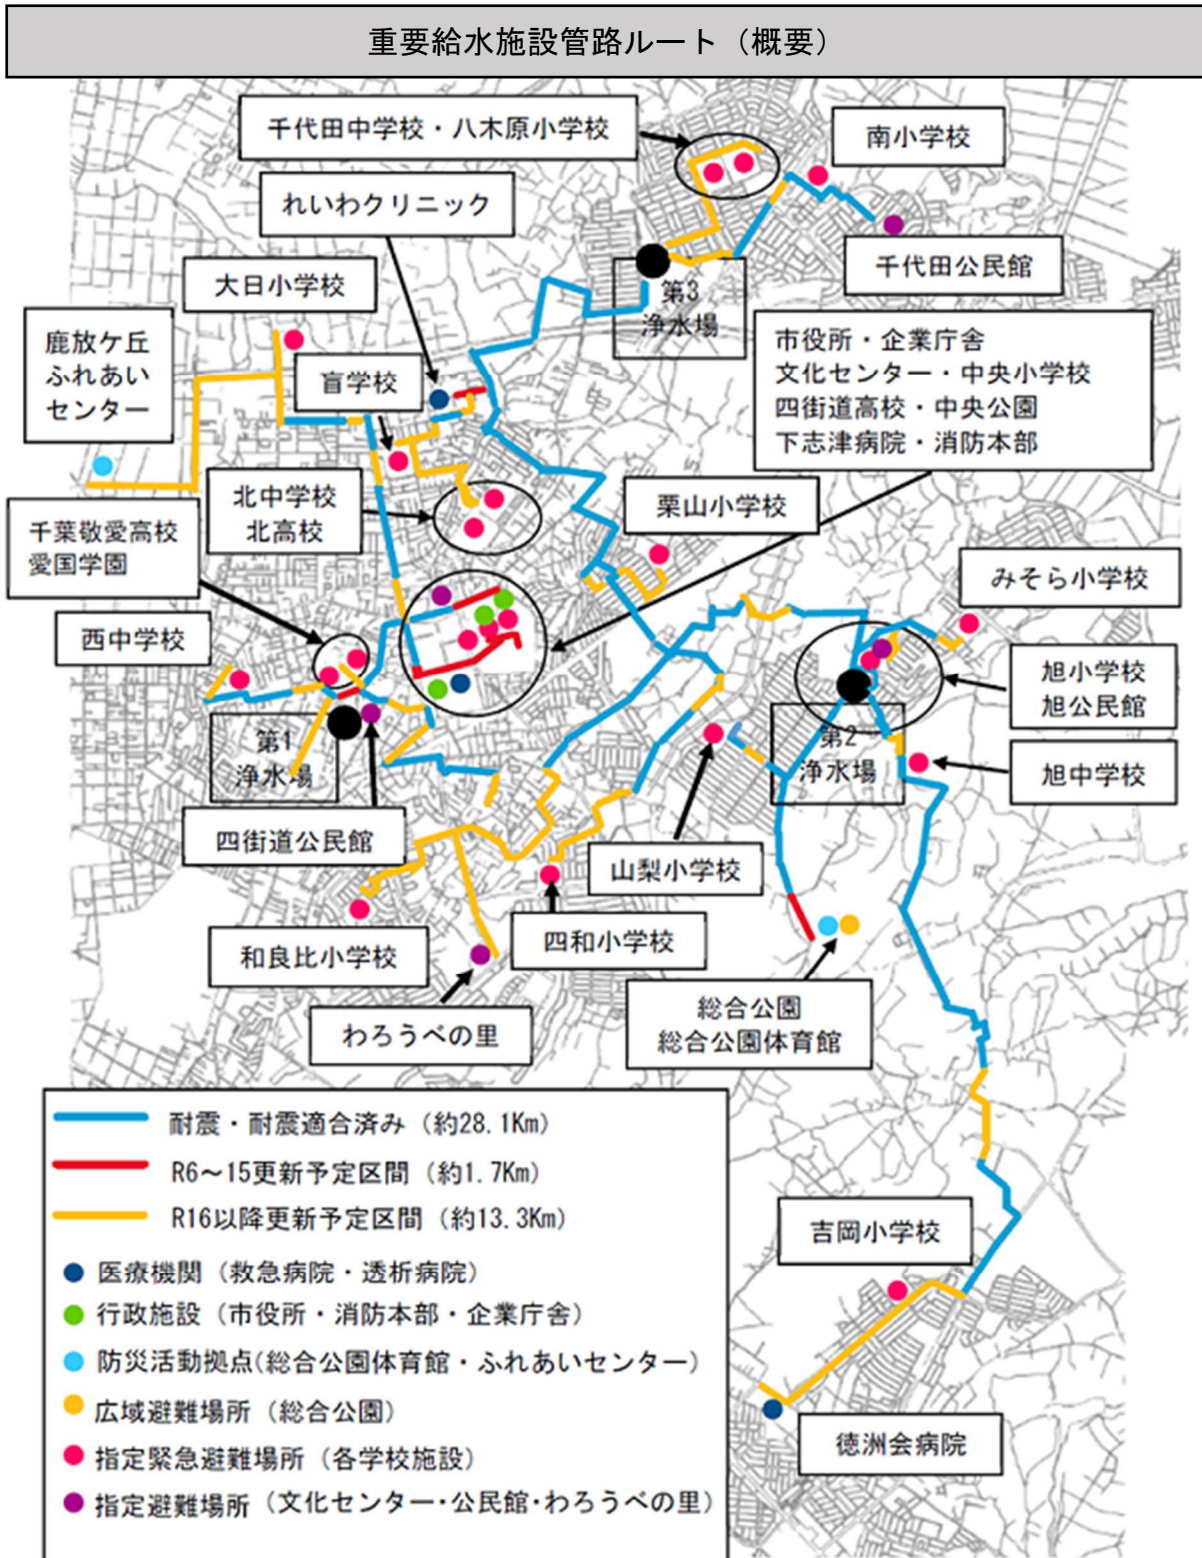 重要給水施設管路ルート（概要）
千代田中学校・八木原小学校
南小学校
れいわクリニック
千代田公民館
大日小学校
第3
浄水場
鹿放ケ丘
ふれあい
センター
盲学校
市役所・企業庁舎
文化センター・中央小学校
四街道高校・中央公園
下志津病院・消防本部
北中学校
北高校
栗山小学校
千葉敬愛高校
愛国学園
みそら小学校
西中学校
旭小学校
旭公民館
第1
浄水場
第2
浄水場
旭中学校
四街道公民館
山梨小学校
四和小学校
和良比小学校
わろうべの里
総合公園
総合公園体育館
耐震・耐震適合済み（約28.1Km）
R6～15更新予定区間（約1.7Km）
R16以降更新予定区間（約13.3Km）
医療機関（救急病院・透析病院）
行政施設（市役所・消防本部・企業庁舎）
防災活動拠点(総合公園体育館・ふれあいセンター）
広域避難場所（総合公園）
指定緊急避難場所（各学校施設）
指定避難場所（文化センター・公民館・わろうべの里）
吉岡小学校
徳洲会病院